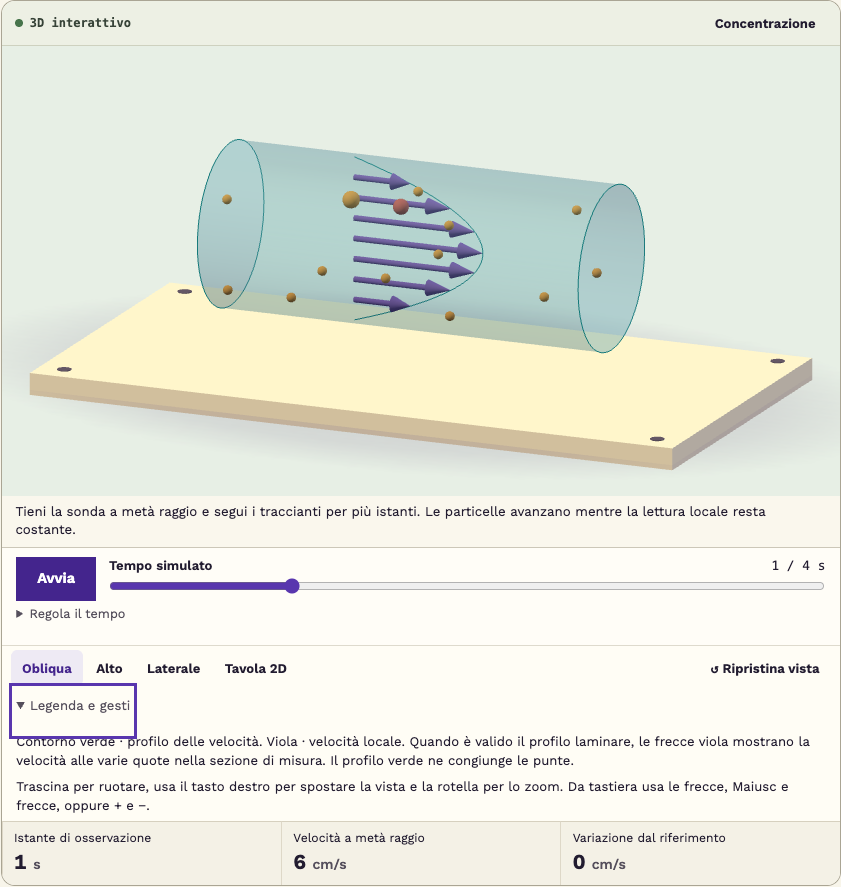 3D interattivo
Concentrazione
Tieni la sonda a metà raggio e segui i traccianti per più istanti. Le particelle avanzano mentre la lettura locale resta
costante.
Avvia
Tempo simulato
1 / 4 s
▶ Regola il tempo
Obliqua
Alto
Laterale
Tavola 2D
↺ Ripristina vista
▼ Legenda e gesti
Contorno verde · profilo delle velocità. Viola · velocità locale. Quando è valido il profilo laminare, le frecce viola mostrano la
velocità alle varie quote nella sezione di misura. Il profilo verde ne congiunge le punte.
Trascina per ruotare, usa il tasto destro per spostare la vista e la rotella per lo zoom. Da tastiera usa le frecce, Maiusc e
frecce, oppure + e −.
Istante di osservazione
1 s
Velocità a metà raggio
6 cm/s
Variazione dal riferimento
0 cm/s